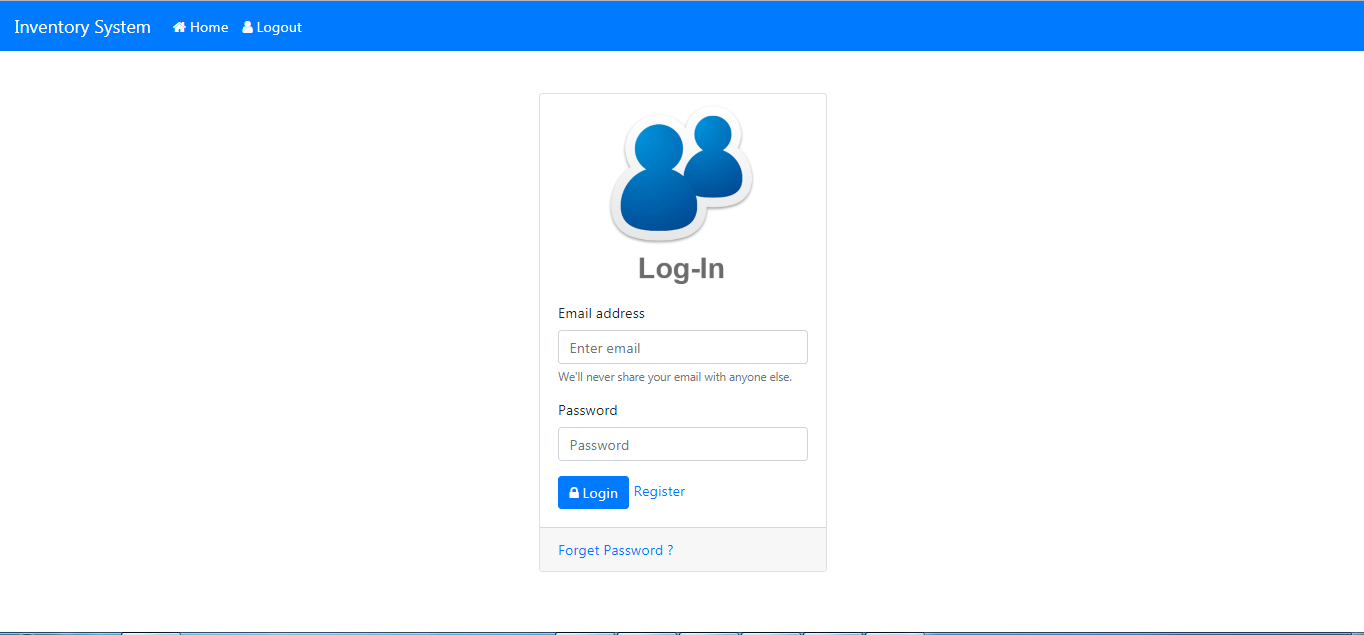 Inventory System Home Logout
Log-In
Email address
Enter email
We'll never share your email with anyone else.
Password
Password
Login Register
Forget Password ?